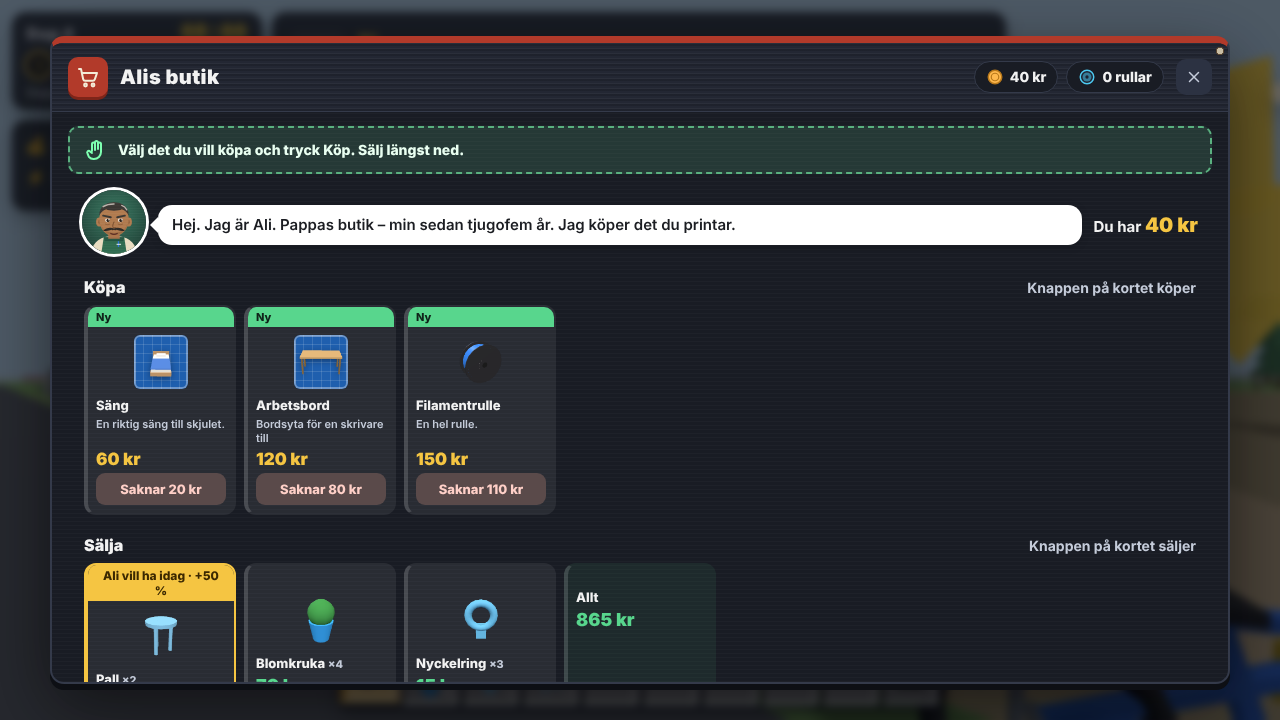 Alis butik
40 kr
0 rullar
Välj det du vill köpa och tryck Köp. Sälj längst ned.
Hej. Jag är Ali. Pappas butik – min sedan tjugofem år. Jag köper det du printar.
Du har 40 kr
Köpa
Knappen på kortet köper
Ny
Säng
En riktig säng till skjulet.
60 kr
Saknar 20 kr
Ny
Arbetsbord
Bordsyta för en skrivare
till
120 kr
Saknar 80 kr
Ny
Filamentrulle
En hel rulle.
150 kr
Saknar 110 kr
Sälja
Knappen på kortet säljer
Ali vill ha idag · +50
%
Pall ×2
Blomkruka ×4
Nyckelring ×3
Allt
865 kr